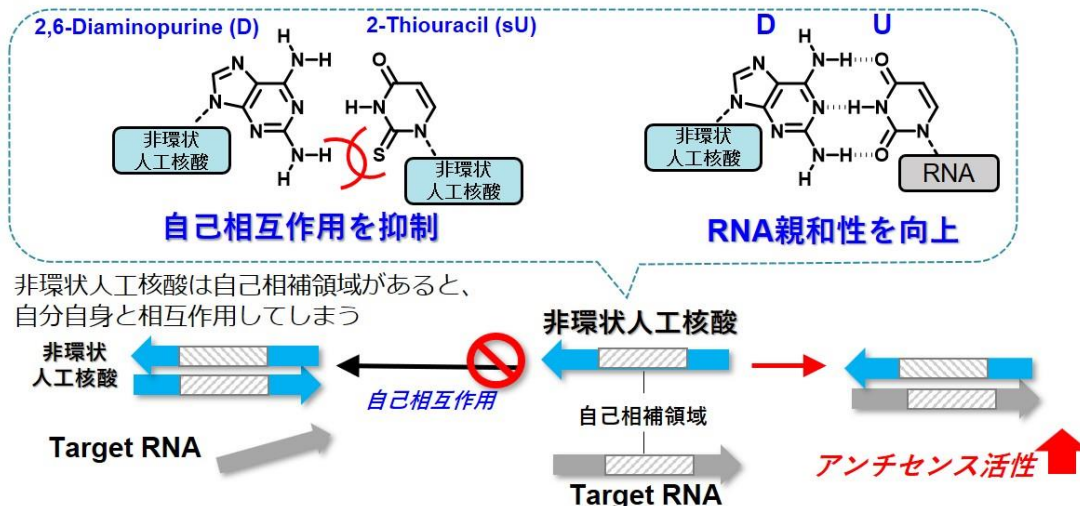 2,6-Diaminopurine (D)
2-Thiouracil (sU)
D
U
H
N-H
O
N
N
N
N
N
H-N
N
S
N-H
H
非環状
人工核酸
非環状
人工核酸
自己相互作用を抑制
H
N-H
O
N
N
N
H-N
N
N
N
N-H
O
H
非環状
人工核酸
RNA
RNA親和性を向上
非環状人工核酸は自己相補領域があると、
自分自身と相互作用してしまう
非環状
人工核酸
自己相互作用
非環状人工核酸
自己相補領域
Target RNA
Target RNA
アンチセンス活性